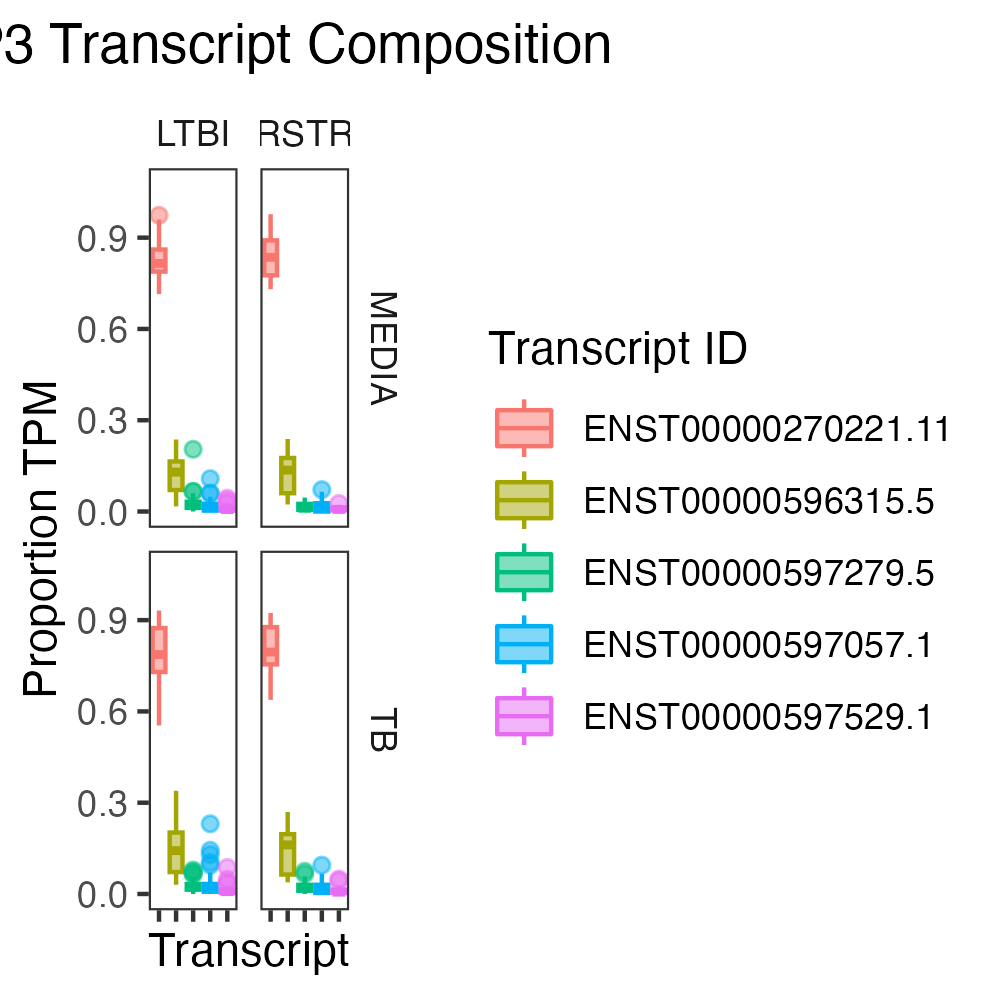 P3 Transcript Composition
LTBI RSTR
0.9
0.6
0.3
0.0
MEDIA
0.9
0.6
0.3
0.0
TB
Proportion TPM
Transcript
Transcript ID
ENST00000270221.11
ENST00000596315.5
ENST00000597279.5
ENST00000597057.1
ENST00000597529.1